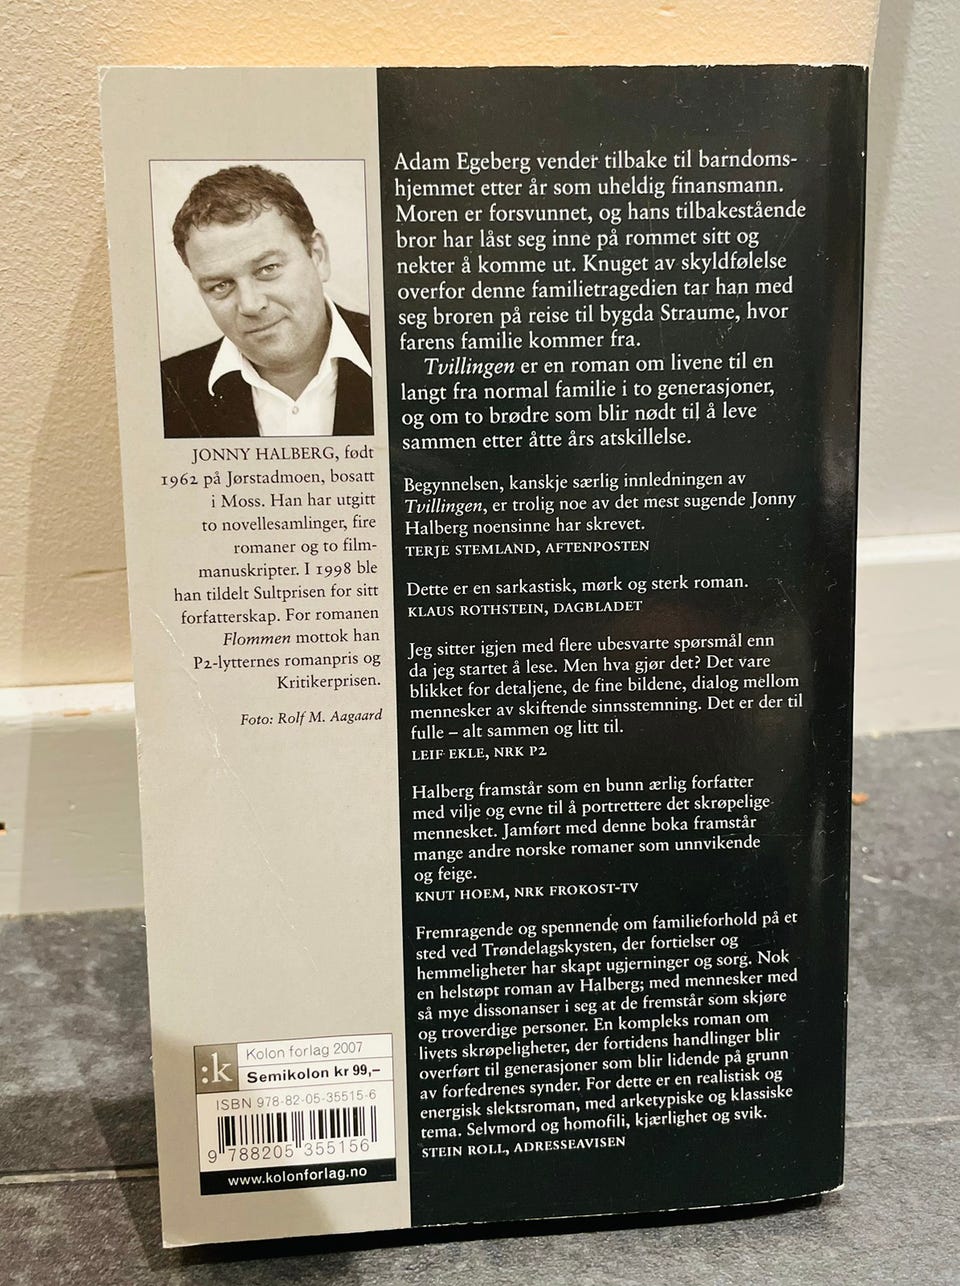 JONNY HALBERG, født
1962 på Jørstadmoen, bosatt
i Moss. Han har utgitt
to novellesamlinger, fire
romaner og to film-
manuskripter. I 1998 ble
han tildelt Sultprisen for sitt
forfatterskap. For romanen
Flommen mottok han
P2-lytternes romanpris og
Kritikerprisen.
Foto: Rolf M. Aagaard
:k
Kolon forlag 2007
Semikolon kr 99,–
ISBN 978-82-05-35515-6
9 788205 355156
www.kolonforlag.no
Adam Egeberg vender tilbake til barndoms-
hjemmet etter år som uheldig finansmann.
Moren er forsvunnet, og hans tilbakestående
bror har låst seg inne på rommet sitt og
nekter å komme ut. Knuget av skyldfølelse
overfor denne familietragedien tar han med
seg broren på reise til bygda Straume, hvor
farens familie kommer fra.
Tvillingen er en roman om livene til en
langt fra normal familie i to generasjoner,
og om to brødre som blir nødt til å leve
sammen etter åtte års atskillelse.
Begynnelsen, kanskje særlig innledningen av
Tvillingen, er trolig noe av det mest sugende Jonny
Halberg noensinne har skrevet.
TERJE STEMLAND, AFTENPOSTEN
Dette er en sarkastisk, mørk og sterk roman.
KLAUS ROTHSTEIN, DAGBLADET
Jeg sitter igjen med flere ubesvarte spørsmål enn
da jeg startet å lese. Men hva gjør det? Det vare
blikket for detaljene, de fine bildene, dialog mellom
mennesker av skiftende sinnsstemning. Det er der til
fulle – alt sammen og litt til.
LEIF EKLE, NRK P2
Halberg framstår som en bunn ærlig forfatter
med vilje og evne til å portrettere det skrøpelige
mennesket. Jamført med denne boka framstår
mange andre norske romaner som unnvikende
og feige.
KNUT HOEM, NRK FROKOST-TV
Fremragende og spennende om familieforhold på et
sted ved Trøndelagskysten, der fortielser og
hemmeligheter har skapt ugjerninger og sorg. Nok
en helstøpt roman av Halberg; med mennesker med
så mye dissonanser i seg at de fremstår som skjøre
og troverdige personer. En kompleks roman om
livets skrøpeligheter, der fortidens handlinger blir
overført til generasjoner som blir lidende på grunn
av forfedrenes synder. For dette er en realistisk og
energisk slektsroman, med arketypiske og klassiske
tema. Selvmord og homofili, kjærlighet og svik.
STEIN ROLL, ADRESSEAVISEN